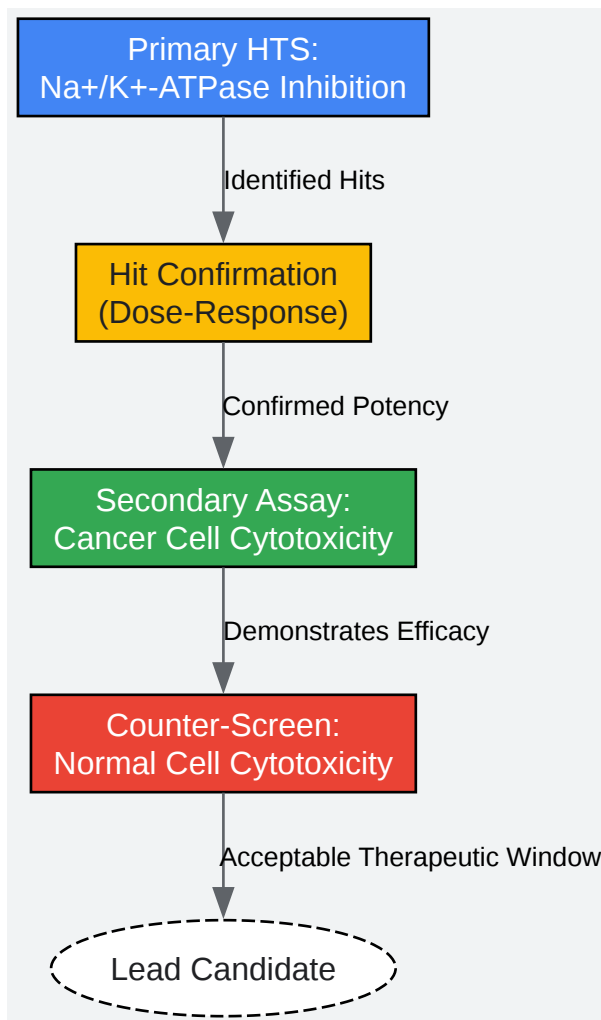 Primary HTS:
Na+/K+-ATPase Inhibition
Identified Hits
Hit Confirmation
(Dose-Response)
Confirmed Potency
Secondary Assay:
Cancer Cell Cytotoxicity
Demonstrates Efficacy
Counter-Screen:
Normal Cell Cytotoxicity
Acceptable Therapeutic Window
Lead Candidate